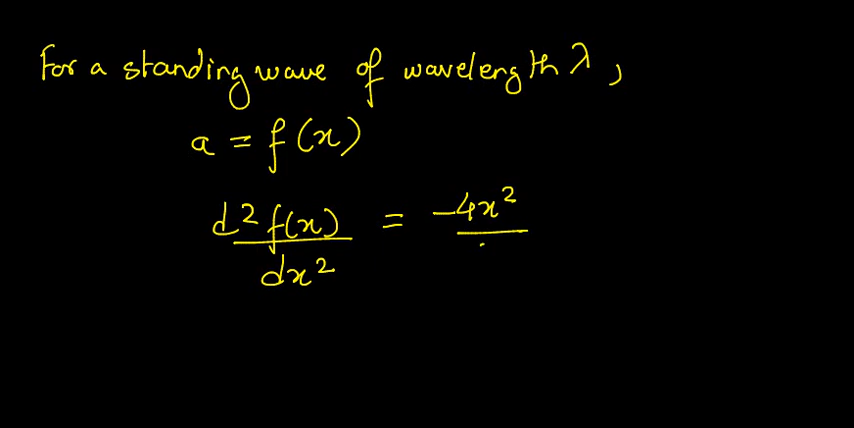 For a standing wave of wavelength λ,
a = f(x)
d²f(x)/dx² = -4x²/